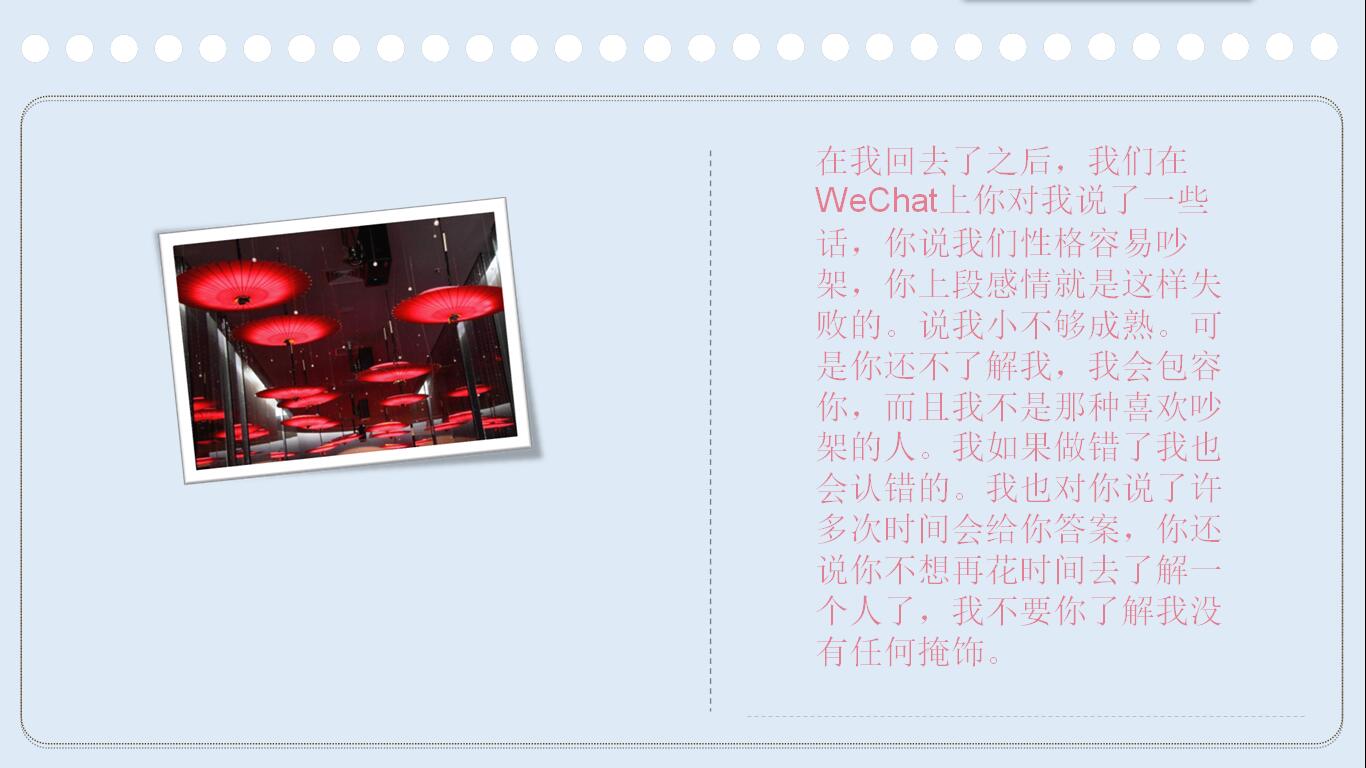 在我回去了之后，我们在
WeChat上你对我说了一些
话，你说我们性格容易吵
架，你上段感情就是这样失
败的。说我小不够成熟。可
是你还不了解我，我会包容
你，而且我不是那种喜欢吵
架的人。我如果做错了我也
会认错的。我也对你说了许
多次时间会给你答案，你还
说你不想再花时间去了解一
个人了，我不要你了解我没
有任何掩饰。